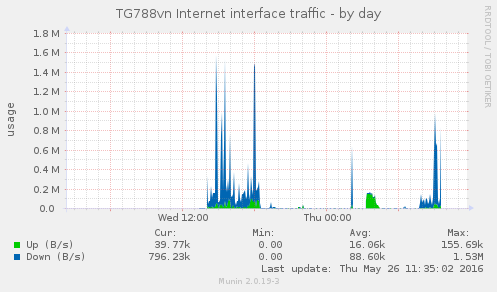 TG788vn Internet interface traffic - by day
RRDTOOL / TOBI OETIKER
usage
1.8 M
1.6 M
1.4 M
1.2 M
1.0 M
0.8 M
0.6 M
0.4 M
0.2 M
0.0
Wed 12:00 Thu 00:00
Cur: Min: Avg: Max:
Up (B/s) 39.77k 0.00 16.06k 155.69k
Down (B/s) 796.23k 0.00 88.60k 1.53M
Last update: Thu May 26 11:35:02 2016
Munin 2.0.19-3